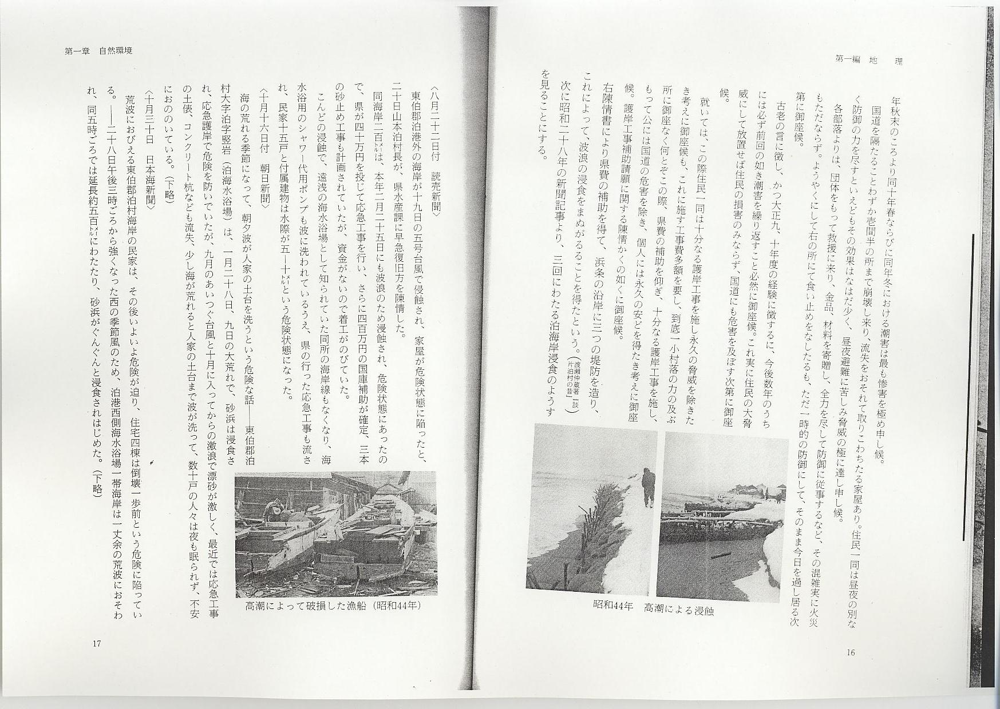 第一編　地　　理
年秋末のころより同十年春ならびに同年冬における潮害は最も惨害を極め申し候。
国道を隔たることわずか壱間半の所まで崩壊し来り、流失をおそれて取りこわちたる家屋あり。住民一同は昼夜の別な
く防御の力を尽すといえどもその効果はなはだ少く、昼夜避難に苦しみ脅威の極に達し申し候。
各部落よりは、団体をもって救援に来り、金品、材料を寄贈し、全力を尽して防御に従事するなど、その混雑実に火災
もただならず。ようやくにして右の所にて食い止めをなしたるも、ただ一時的の防御にして、そのまま今日を過し居る次
第に御座候。
古老の言に徴し、かつ大正九、十年度の経験に徴するに、今後数年のうち
には必ず前回の如き潮害を繰り返すこと必然に御座候。これ実に住民の大脅
威にして放置せば住民の損害のみならず、国道にも危害を及ぼす次第に御座
候。
就いては、この際住民一同は十分なる護岸工事を施し永久の脅威を除きた
き考えに御座候も、これに施す工事費多額を要し、到底一小村落の力の及ぶ
所に御座なく何とぞこの際、県費の補助を仰ぎ、十分なる護岸工事を施し、
もって公には国道の危害を除き、個人には永久の安どを得たき考えに御座
候。護岸工事補助請願に関する陳情かくの如くに御座候。
右陳情書により県費の補助を得て、浜条の沿岸に三つの堤防を造り、
これによって、波浪の浸食をまぬがるることを得たという。（渡瀬仲蔵著「談片泊村の昔」）
次に昭和二十八年の新聞記事より、三回にわたる泊海岸浸食のようす
を見ることにする。
昭和44年　高潮による浸蝕
16
第一章　自然環境
〈八月二十二日付　読売新聞〉
東伯郡泊港外の海岸が十九日の五号台風で侵蝕され、家屋が危険状態に陥ったと、
二十日山本泊村長が、県水産課に早急復旧方を陳情した。
同海岸二百㍍は、本年二月二十五日にも波浪のため浸蝕され、危険状態にあったの
で、県が四十万円を投じて応急工事を行い、さらに四百万円の国庫補助が確定、三本
の砂止め工事も計画されていたが、資金がないので着工がのびていた。
こんどの浸蝕で、遠浅の海水浴場として知られていた同所の海岸線もなくなり、海
水浴用のシャワー代用ポンプも波に洗われているうえ、県の行った応急工事も流さ
れ、民家十五戸と付属建物は水際が五―十㍍という危険状態になった。
〈十月十六日付　朝日新聞〉
海の荒れる季節になって、朝夕波が人家の土台を洗うという危険な話――東伯郡泊
村大字泊字堅岩（泊海水浴場）は、一月二十八日、九日の大荒れで、砂浜は浸食さ
れ、応急護岸で危険を防いでいたが、九月のあいつぐ台風と十月に入ってからの激浪で漂砂が激しく、最近では応急工事
の土俵、コンクリート杭なども流失、少し海が荒れると人家の土台まで波が洗って、数十戸の人々は夜も眠られず、不安
におののいている。（下略）
〈十月三十日　日本海新聞〉
荒波におびえる東伯郡泊村海岸の民家は、その後いよいよ危険が迫り、住宅四棟は倒壊一歩前という危険に陥ってい
る。――二十八日午後三時ごろから強くなった西の季節風のため、泊港西側海水浴場一帯海岸は一丈余の荒波におそわ
れ、同五時ごろでは延長約五百㍍にわたたり、砂浜がぐんぐんと浸食されはじめた。（下略）
高潮によって破損した漁船（昭和44年）
17